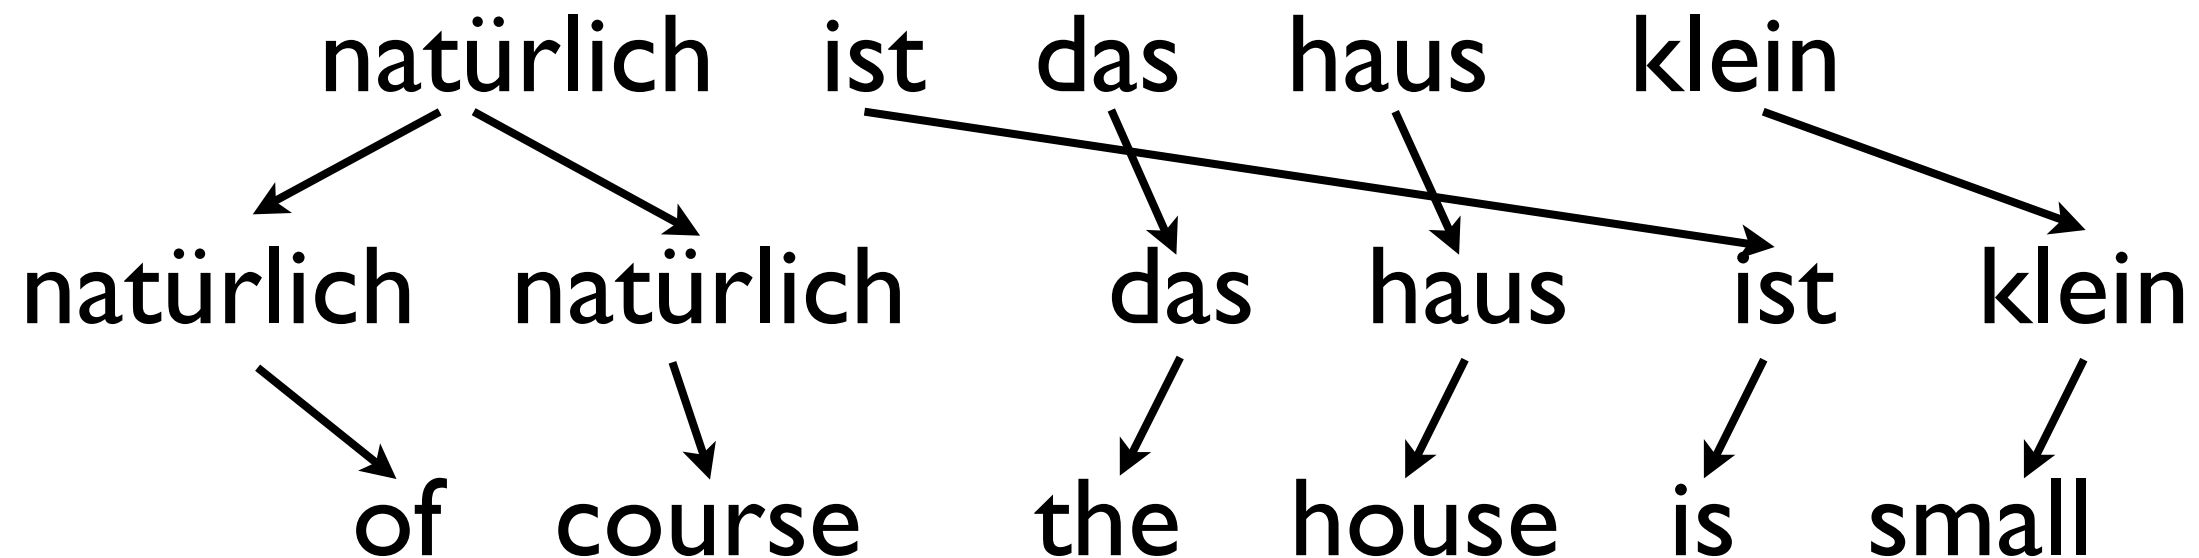 natürlich ist das haus klein
natürlich natürlich das haus ist klein
of course the house is small